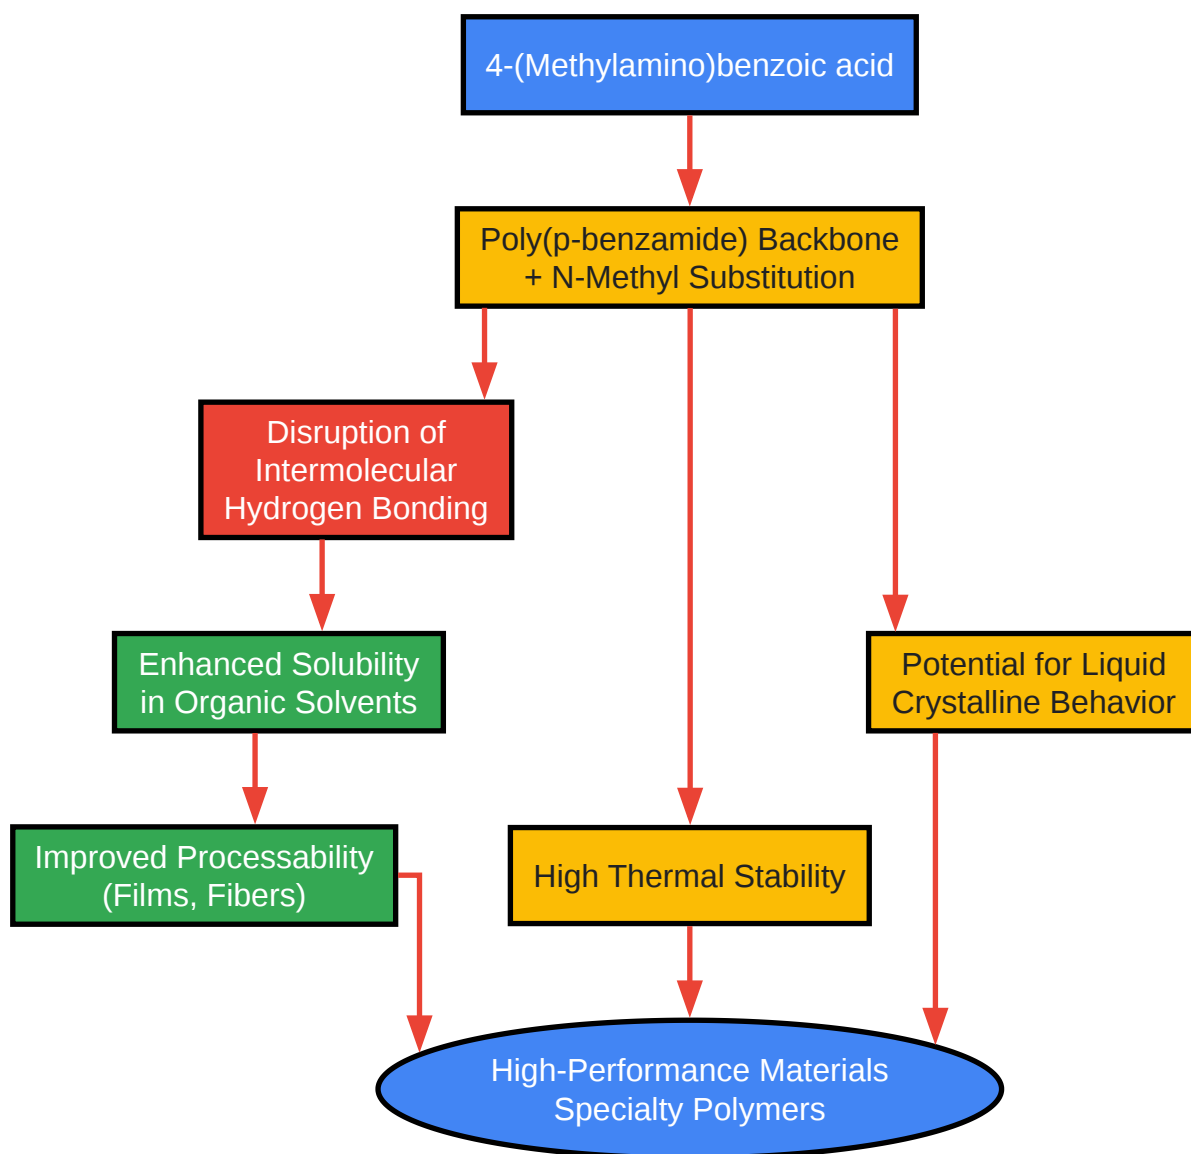 4-(Methylamino)benzoic acid
Poly(p-benzamide) Backbone
+ N-Methyl Substitution
Disruption of
Intermolecular
Hydrogen Bonding
Enhanced Solubility
in Organic Solvents
Potential for Liquid
Crystalline Behavior
Improved Processability
(Films, Fibers)
High Thermal Stability
High-Performance Materials
Specialty Polymers